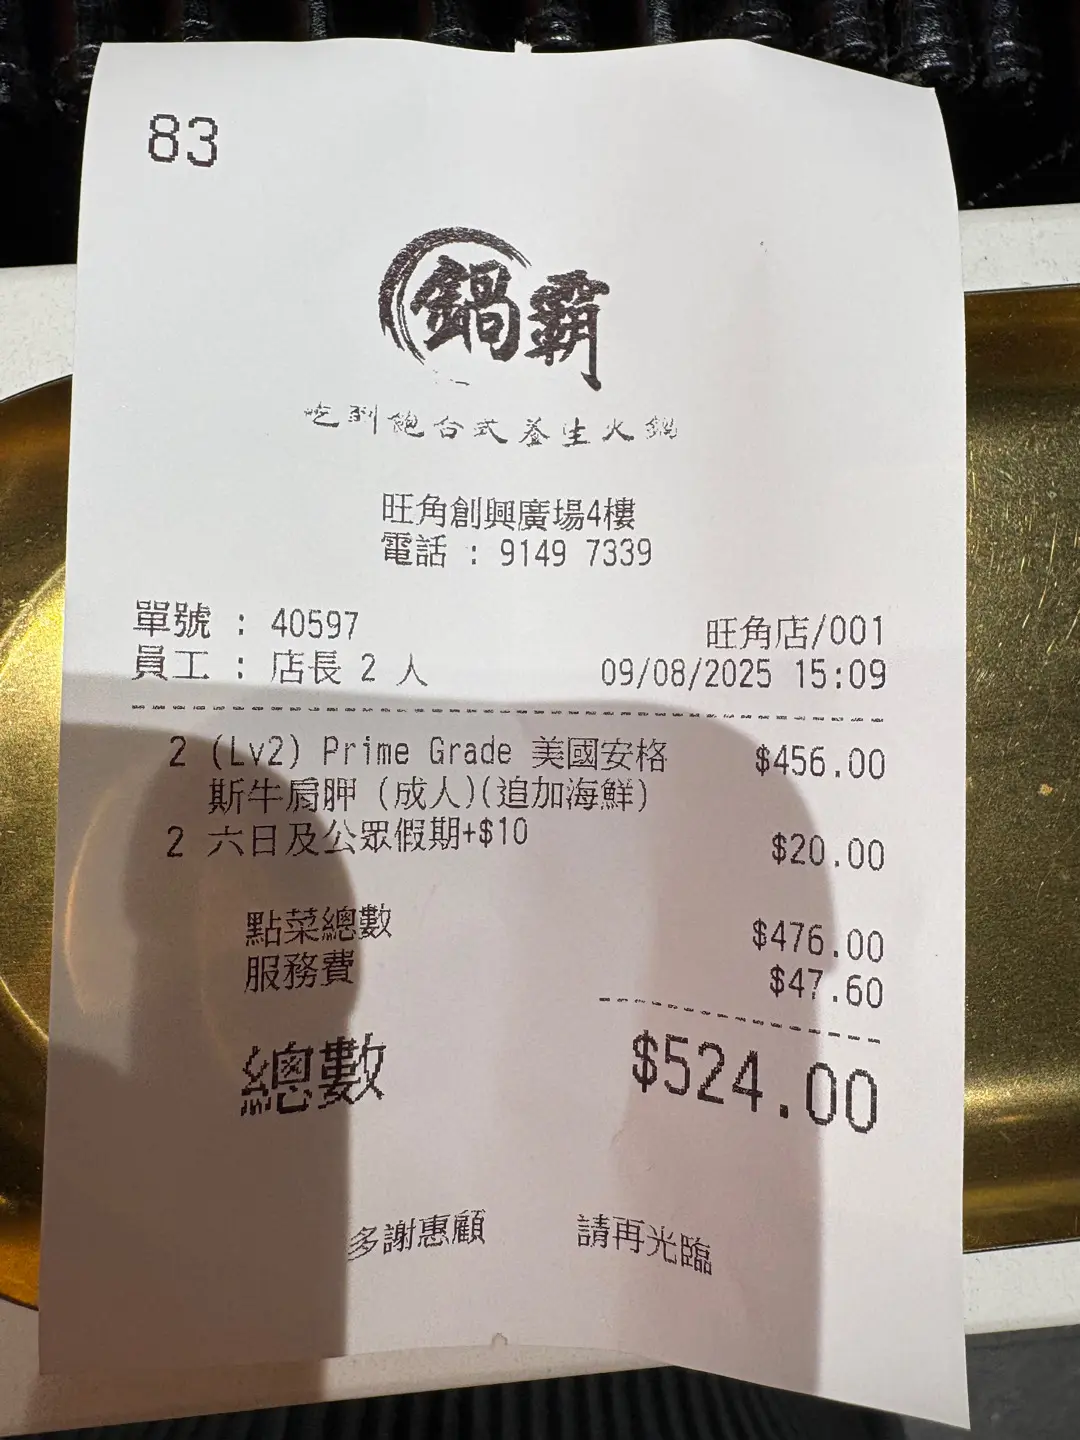 83
鍋霸
吃到飽台式養生火鍋
旺角創興廣場4樓
電話 : 9149 7339
單號 : 40597
旺角店/001
員工 : 店長 2 人
09/08/2025 15:09
2 (Lv2) Prime Grade 美國安格 $456.00
斯牛肩胛 (成人)(追加海鮮)
2 六日及公眾假期+$10 $20.00
點菜總數 $476.00
服務費 $47.60
總數 $524.00
多謝惠顧 請再光臨